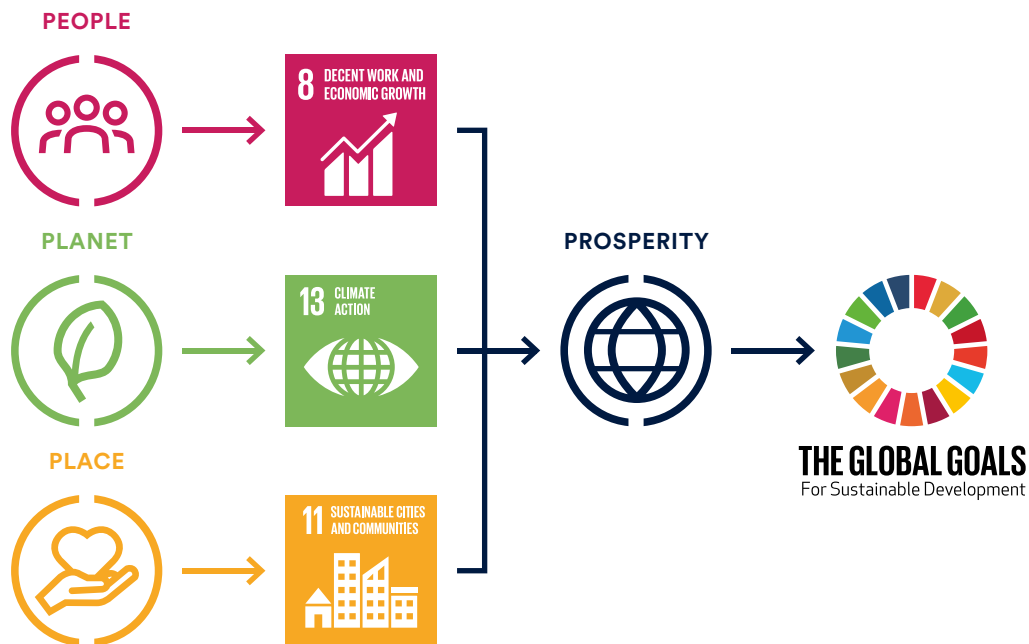 PEOPLE
8 DECENT WORK AND
ECONOMIC GROWTH
PLANET
13 CLIMATE
ACTION
PROSPERITY
THE GLOBAL GOALS
For Sustainable Development
PLACE
11 SUSTAINABLE CITIES
AND COMMUNITIES